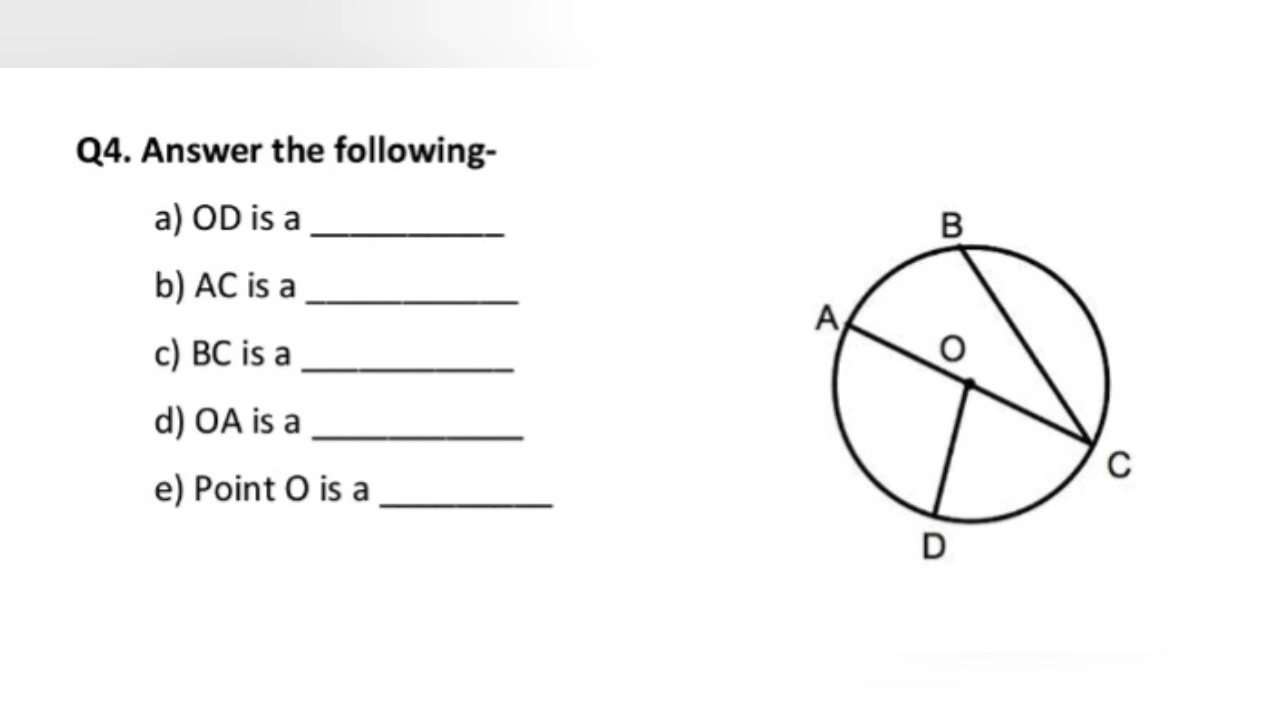 Q4. Answer the following-
a) OD is a __________
b) AC is a ___________
c) BC is a ___________
d) OA is a ___________
e) Point O is a _________
B
A
O
C
D